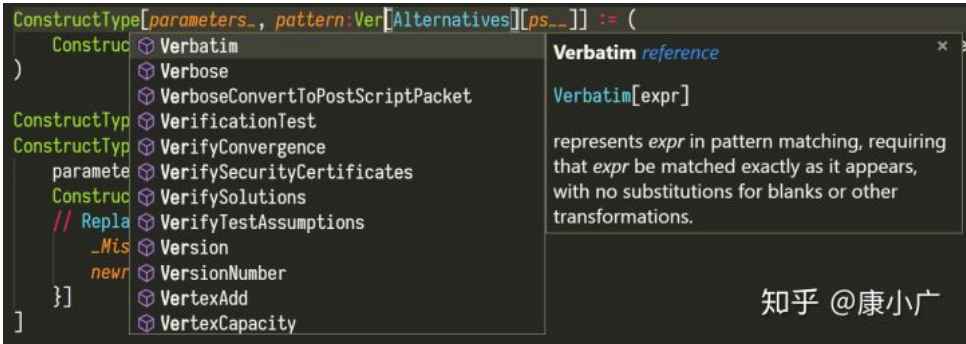 ConstructType[parameters_, pattern:Ver[Alternatives][ps__]] := (
Construc
)
ConstructTyp
ConstructTyp
paramete
Construc
// Repla
_Mis
newr
}]
]
Verbatim
Verbose
VerboseConvertToPostScriptPacket
VerificationTest
VerifyConvergence
VerifySecurityCertificates
VerifySolutions
VerifyTestAssumptions
Version
VersionNumber
VertexAdd
VertexCapacity
Verbatim reference ×
Verbatim[expr]
represents expr in pattern matching, requiring
that expr be matched exactly as it appears,
with no substitutions for blanks or other
transformations.
知乎 @康小广